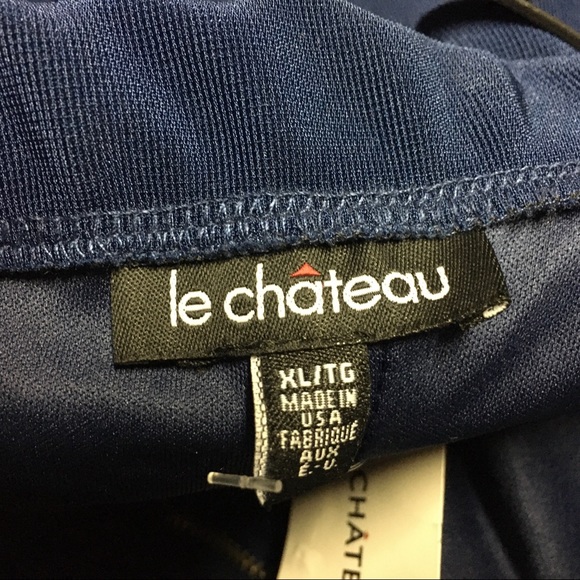 le château
XL/TG
MADE IN
USA
FABRIQUÉ
AUX
É.-U.
CHÂTE